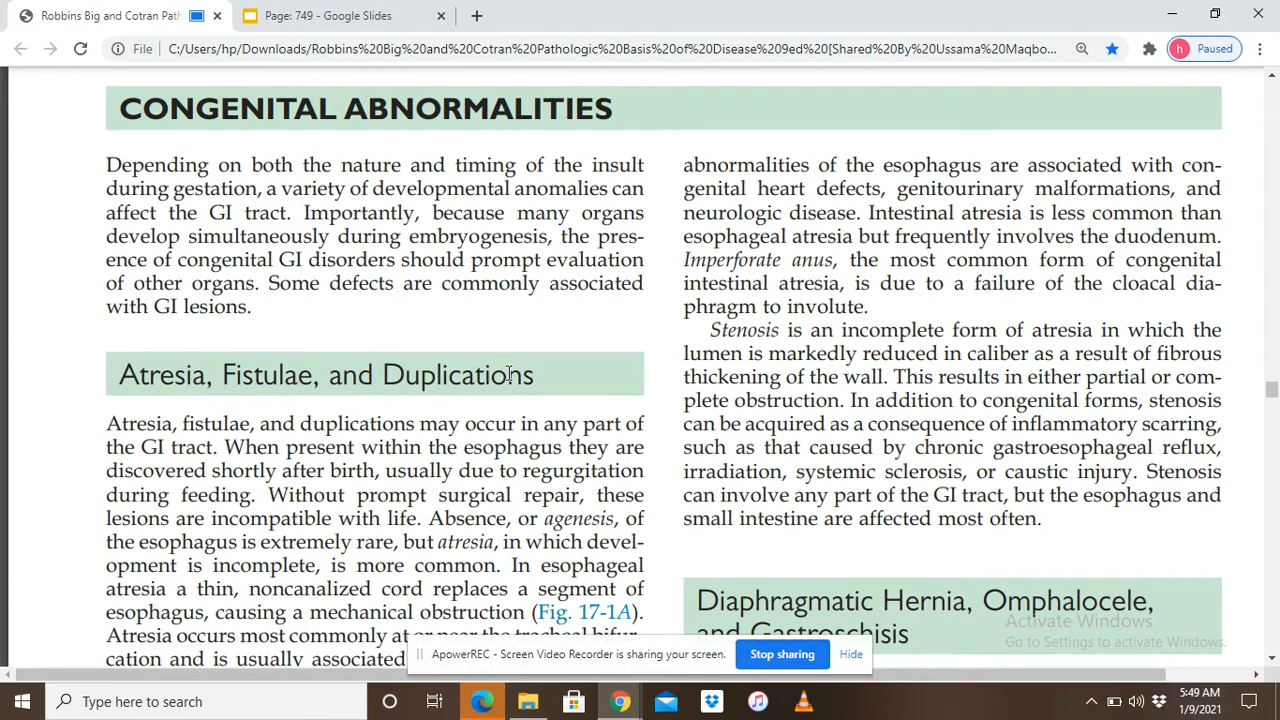 Robbins Big and Cotran Path
Page: 749 - Google Slides
File
C:/Users/hp/Downloads/Robbins%20Big%20and%20Cotran%20Pathologic%20Basis%20of%20Disease%209ed%20[Shared%20By%20Ussama%20Maqbo...
h
Paused
CONGENITAL ABNORMALITIES
Depending on both the nature and timing of the insult
during gestation, a variety of developmental anomalies can
affect the GI tract. Importantly, because many organs
develop simultaneously during embryogenesis, the pres-
ence of congenital GI disorders should prompt evaluation
of other organs. Some defects are commonly associated
with GI lesions.
Atresia, Fistulae, and Duplications
Atresia, fistulae, and duplications may occur in any part of
the GI tract. When present within the esophagus they are
discovered shortly after birth, usually due to regurgitation
during feeding. Without prompt surgical repair, these
lesions are incompatible with life. Absence, or agenesis, of
the esophagus is extremely rare, but atresia, in which devel-
opment is incomplete, is more common. In esophageal
atresia a thin, noncanalized cord replaces a segment of
esophagus, causing a mechanical obstruction (Fig. 17-1A).
Atresia occurs most commonly at or near the tracheal bifur-
cation and is usually associated
abnormalities of the esophagus are associated with con-
genital heart defects, genitourinary malformations, and
neurologic disease. Intestinal atresia is less common than
esophageal atresia but frequently involves the duodenum.
Imperforate anus, the most common form of congenital
intestinal atresia, is due to a failure of the cloacal dia-
phragm to involute.
Stenosis is an incomplete form of atresia in which the
lumen is markedly reduced in caliber as a result of fibrous
thickening of the wall. This results in either partial or com-
plete obstruction. In addition to congenital forms, stenosis
can be acquired as a consequence of inflammatory scarring,
such as that caused by chronic gastroesophageal reflux,
irradiation, systemic sclerosis, or caustic injury. Stenosis
can involve any part of the GI tract, but the esophagus and
small intestine are affected most often.
Diaphragmatic Hernia, Omphalocele,
and Gastroschisis
Activate Windows
Go to Settings to activate Windows.
ApowerREC - Screen Video Recorder is sharing your screen.
Stop sharing
Hide
Type here to search
5:49 AM
1/9/2021